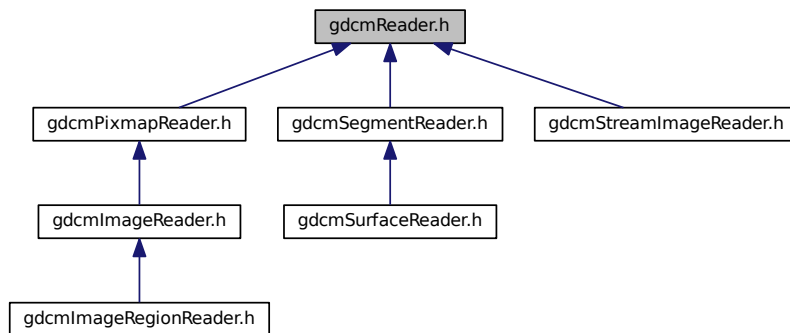 gdcmReader.h
gdcmPixmapReader.h
gdcmSegmentReader.h
gdcmStreamImageReader.h
gdcmImageReader.h
gdcmSurfaceReader.h
gdcmImageRegionReader.h